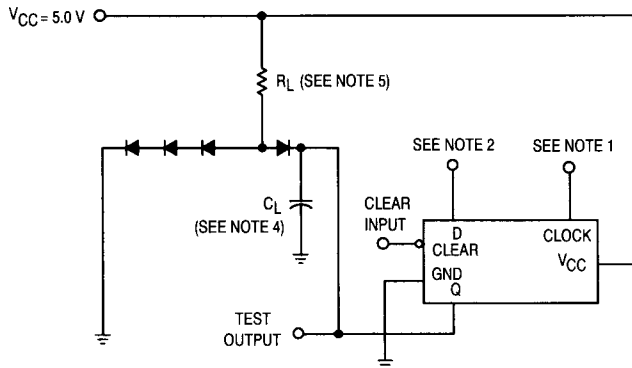 VCC = 5.0 V
RL (SEE NOTE 5)
SEE NOTE 2
SEE NOTE 1
CL
(SEE NOTE 4)
CLEAR
INPUT
D
CLOCK
CLEAR
VCC
GND
Q
TEST
OUTPUT